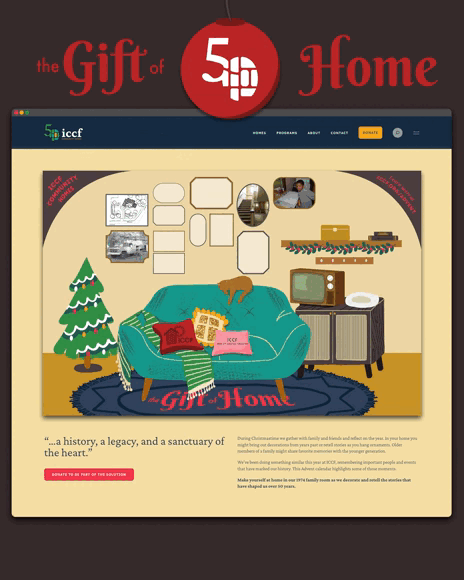 the Gift of 50 Home
50 iccf
HOMES PROGRAMS ABOUT CONTACT DONATE
ICCF
COMMUNITY
HOMES
ICCF
XO
the Gift of Home
"...a history, a legacy, and a sanctuary of
the heart."
DONATE TO BE PART OF THE SOLUTION
During Christmastime we gather with family and friends and reflect on the year. In your home you
might bring out decorations from years past or retell stories as you hang ornaments. Older
members of a family might share favorite memories with the younger generation.
We've been doing something similar this year at ICCF, remembering important people and events
that have marked our history. This Advent calendar highlights some of those moments.
Make yourself at home in our 1974 family room as we decorate and retell the stories that
have shaped us over 50 years.